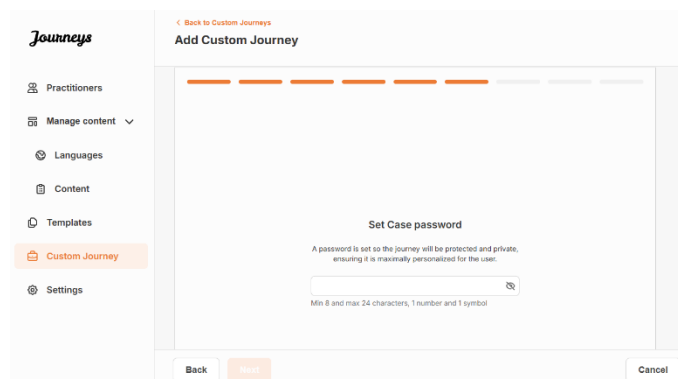 Journeys
Back to Custom Journeys
Add Custom Journey
Practitioners
Manage content
Languages
Content
Templates
Custom Journey
Settings
Set Case password
A password is set so the journey will be protected and private,
ensuring it is maximally personalized for the user.
Min 8 and max 24 characters, 1 number and 1 symbol
Back
Next
Cancel